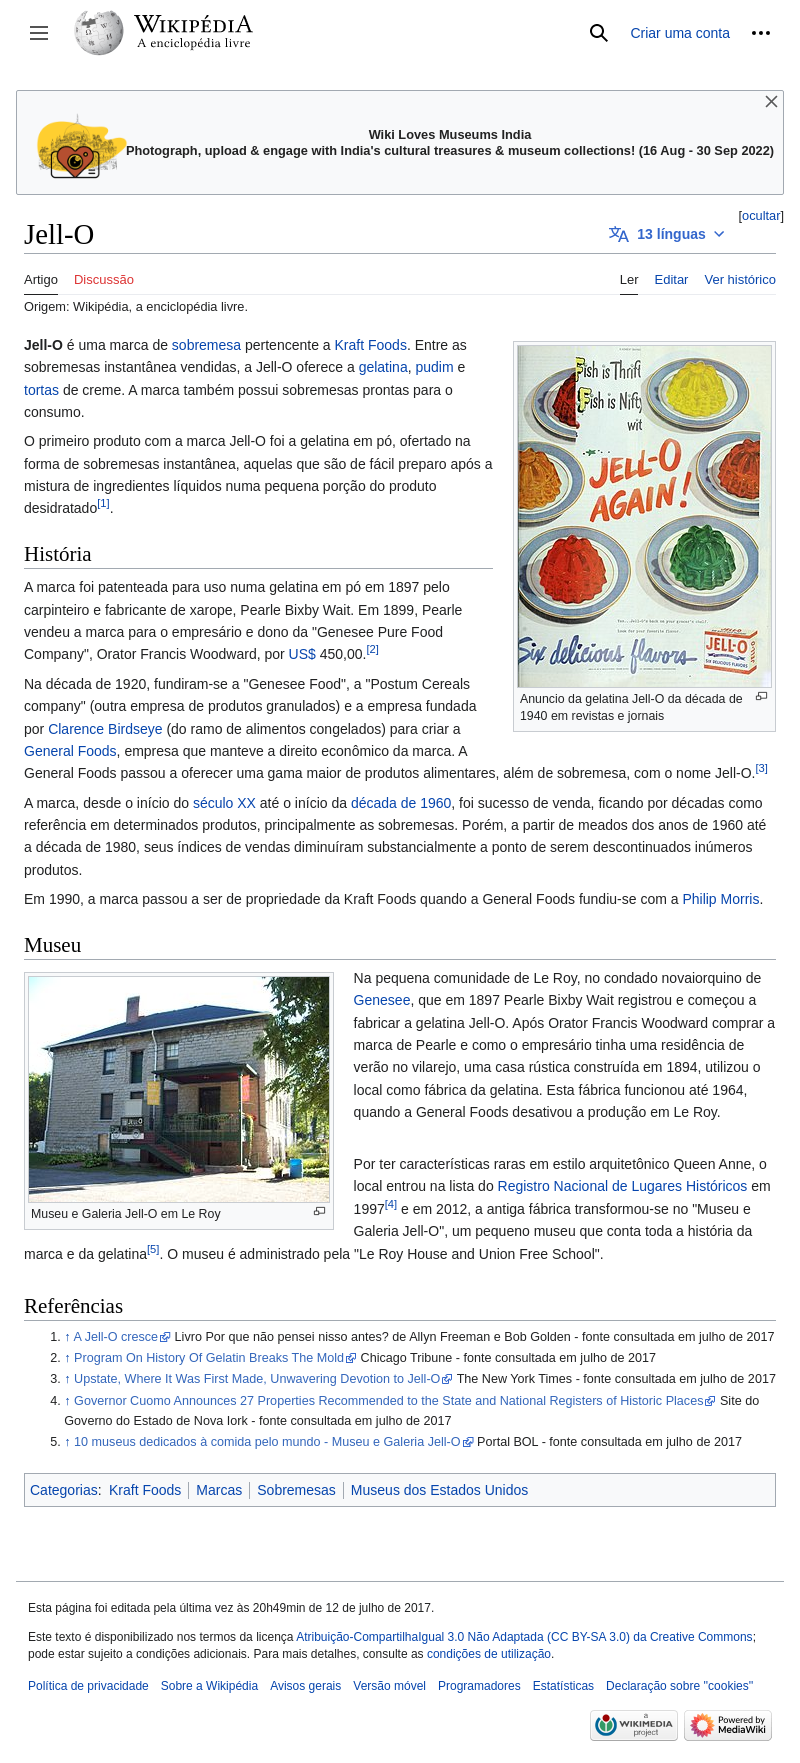 WIKIPÉDIA
A enciclopédia livre
Criar uma conta
Wiki Loves Museums India
Photograph, upload & engage with India's cultural treasures & museum collections! (16 Aug - 30 Sep 2022)
[ocultar]
Jell-O
13 línguas
Artigo Discussão Ler Editar Ver histórico
Origem: Wikipédia, a enciclopédia livre.
Jell-O é uma marca de sobremesa pertencente a Kraft Foods. Entre as
sobremesas instantânea vendidas, a Jell-O oferece a gelatina, pudim e
tortas de creme. A marca também possui sobremesas prontas para o
consumo.
O primeiro produto com a marca Jell-O foi a gelatina em pó, ofertado na
forma de sobremesas instantânea, aquelas que são de fácil preparo após a
mistura de ingredientes líquidos numa pequena porção do produto
desidratado[1].
Fish is Thrift
Fish is Nifty
wit
JELL-O
AGAIN!
Six delicious flavors
JELL-O
SIX DELICIOUS FLAVORS
Anuncio da gelatina Jell-O da década de
1940 em revistas e jornais
História
A marca foi patenteada para uso numa gelatina em pó em 1897 pelo
carpinteiro e fabricante de xarope, Pearle Bixby Wait. Em 1899, Pearle
vendeu a marca para o empresário e dono da "Genesee Pure Food
Company", Orator Francis Woodward, por US$ 450,00.[2]
Na década de 1920, fundiram-se a "Genesee Food", a "Postum Cereals
company" (outra empresa de produtos granulados) e a empresa fundada
por Clarence Birdseye (do ramo de alimentos congelados) para criar a
General Foods, empresa que manteve a direito econômico da marca. A
General Foods passou a oferecer uma gama maior de produtos alimentares, além de sobremesa, com o nome Jell-O.[3]
A marca, desde o início do século XX até o início da década de 1960, foi sucesso de venda, ficando por décadas como
referência em determinados produtos, principalmente as sobremesas. Porém, a partir de meados dos anos de 1960 até
a década de 1980, seus índices de vendas diminuíram substancialmente a ponto de serem descontinuados inúmeros
produtos.
Em 1990, a marca passou a ser de propriedade da Kraft Foods quando a General Foods fundiu-se com a Philip Morris.
Museu
Museu e Galeria Jell-O em Le Roy
Na pequena comunidade de Le Roy, no condado novaiorquino de
Genesee, que em 1897 Pearle Bixby Wait registrou e começou a
fabricar a gelatina Jell-O. Após Orator Francis Woodward comprar a
marca de Pearle e como o empresário tinha uma residência de
verão no vilarejo, uma casa rústica construída em 1894, utilizou o
local como fábrica da gelatina. Esta fábrica funcionou até 1964,
quando a General Foods desativou a produção em Le Roy.
Por ter características raras em estilo arquitetônico Queen Anne, o
local entrou na lista do Registro Nacional de Lugares Históricos em
1997[4] e em 2012, a antiga fábrica transformou-se no "Museu e
Galeria Jell-O", um pequeno museu que conta toda a história da
marca e da gelatina[5]. O museu é administrado pela "Le Roy House and Union Free School".
Referências
1. ↑ A Jell-O cresce Livro Por que não pensei nisso antes? de Allyn Freeman e Bob Golden - fonte consultada em julho de 2017
2. ↑ Program On History Of Gelatin Breaks The Mold Chicago Tribune - fonte consultada em julho de 2017
3. ↑ Upstate, Where It Was First Made, Unwavering Devotion to Jell-O The New York Times - fonte consultada em julho de 2017
4. ↑ Governor Cuomo Announces 27 Properties Recommended to the State and National Registers of Historic Places Site do
Governo do Estado de Nova Iork - fonte consultada em julho de 2017
5. ↑ 10 museus dedicados à comida pelo mundo - Museu e Galeria Jell-O Portal BOL - fonte consultada em julho de 2017
Categorias: Kraft Foods Marcas Sobremesas Museus dos Estados Unidos
Esta página foi editada pela última vez às 20h49min de 12 de julho de 2017.
Este texto é disponibilizado nos termos da licença Atribuição-CompartilhaIgual 3.0 Não Adaptada (CC BY-SA 3.0) da Creative Commons;
pode estar sujeito a condições adicionais. Para mais detalhes, consulte as condições de utilização.
Política de privacidade Sobre a Wikipédia Avisos gerais Versão móvel Programadores Estatísticas Declaração sobre "cookies"
a WIKIMEDIA project
Powered by MediaWiki